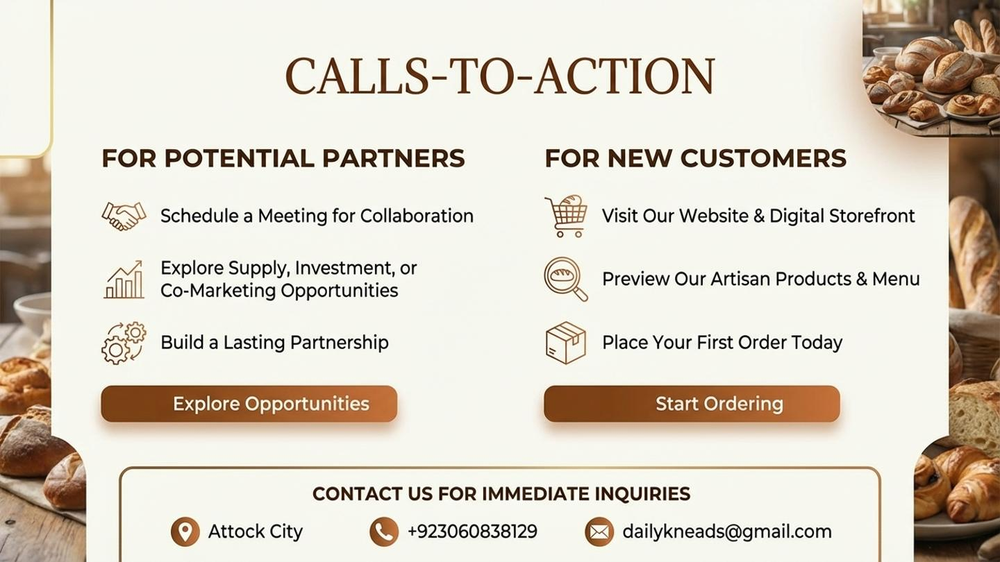 CALLS-TO-ACTION
FOR POTENTIAL PARTNERS
Schedule a Meeting for Collaboration
Explore Supply, Investment, or
Co-Marketing Opportunities
Build a Lasting Partnership
Explore Opportunities
FOR NEW CUSTOMERS
Visit Our Website & Digital Storefront
Preview Our Artisan Products & Menu
Place Your First Order Today
Start Ordering
CONTACT US FOR IMMEDIATE INQUIRIES
Attock City
+923060838129
dailykneads@gmail.com